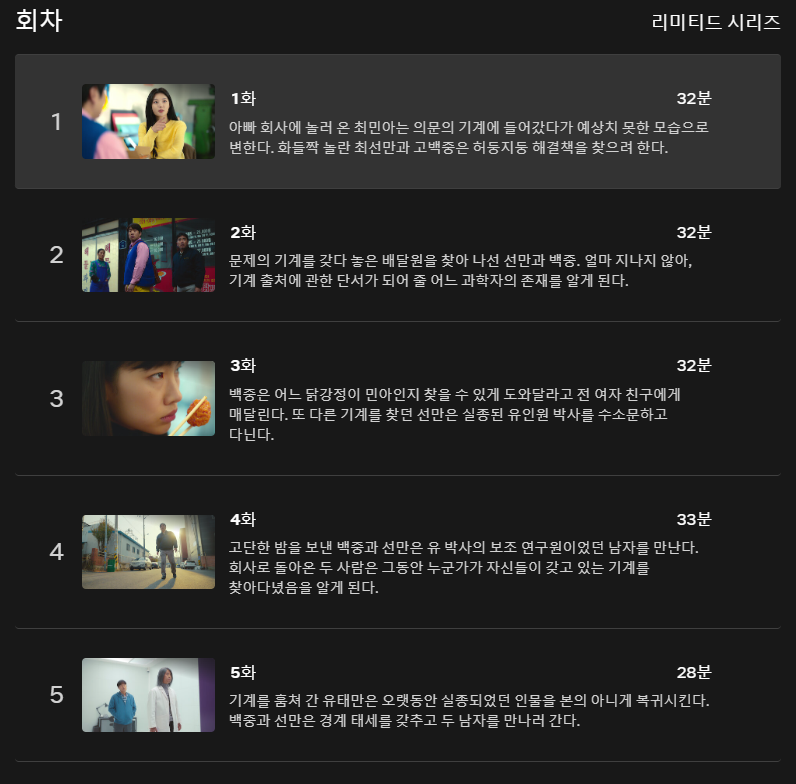 회차
리미티드 시리즈
1
1화
32분
아빠 회사에 놀러 온 최민아는 의문의 기계에 들어갔다가 예상치 못한 모습으로
변한다. 화들짝 놀란 최선만과 고백중은 허둥지둥 해결책을 찾으려 한다.
2
2화
32분
문제의 기계를 갖다 놓은 배달원을 찾아 나선 선만과 백중. 얼마 지나지 않아,
기계 출처에 관한 단서가 되어 줄 어느 과학자의 존재를 알게 된다.
3
3화
32분
백중은 어느 닭강정이 민아인지 찾을 수 있게 도와달라고 전 여자 친구에게
매달린다. 또 다른 기계를 찾던 선만은 실종된 유인원 박사를 수소문하고
다닌다.
4
4화
33분
고단한 밤을 보낸 백중과 선만은 유 박사의 보조 연구원이었던 남자를 만난다.
회사로 돌아온 두 사람은 그동안 누군가가 자신들이 갖고 있는 기계를
찾아다녔음을 알게 된다.
5
5화
28분
기계를 훔쳐 간 유태만은 오랫동안 실종되었던 인물을 본의 아니게 복귀시킨다.
백중과 선만은 경계 태세를 갖추고 두 남자를 만나러 간다.